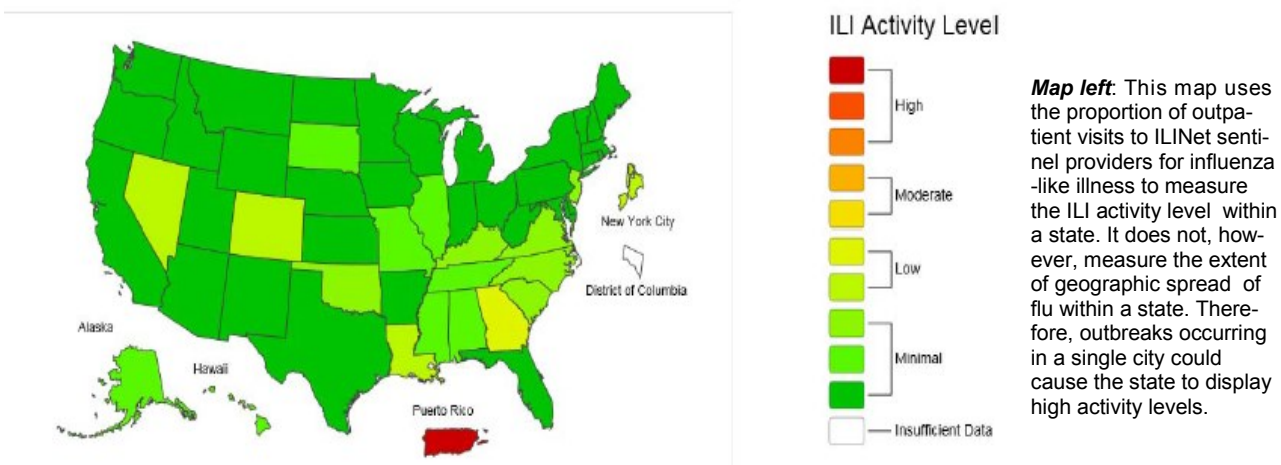 ILI Activity Level
High
Moderate
Low
Minimal
Insufficient Data
New York City
District of Columbia
Alaska
Hawaii
Puerto Rico
Map left: This map uses
the proportion of outpa-
tient visits to ILINet senti-
nel providers for influenza
-like illness to measure
the ILI activity level within
a state. It does not, how-
ever, measure the extent
of geographic spread of
flu within a state. There-
fore, outbreaks occurring
in a single city could
cause the state to display
high activity levels.